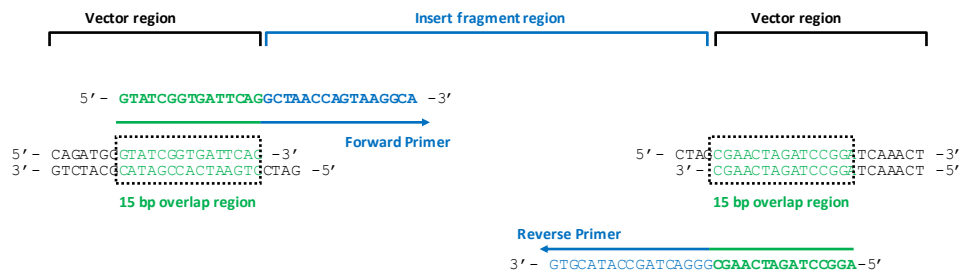 Vector region Insert fragment region Vector region
5’- GTATCGGTGATTCAGGCTAACCAGTAAGGCA -3’
Forward Primer
5’- CAGATGCGTATCGGTGATTCAG -3’ 5’- CTAGCGAACTAGATCCGGATCAAACT -3’
3’- GTCTACGCATAGCCACTAAGTGCTAG -5’ 3’- CGAACTAGATCCGGATCAAACT -5’
15 bp overlap region 15 bp overlap region
Reverse Primer
3’- GTGCATACCGATCAGGGCGAACTAGATCCGGA-5’